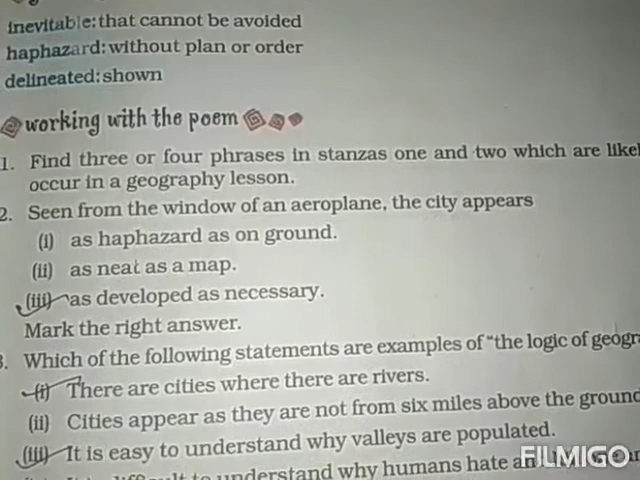 inevitable: that cannot be avoided
haphazard: without plan or order
delineated: shown
working with the poem
1. Find three or four phrases in stanzas one and two which are
occur in a geography lesson.
2. Seen from the window of an aeroplane, the city appears
(i) as haphazard as on ground.
(ii) as neat as a map.
(iii) as developed as necessary.
Mark the right answer.
3. Which of the following statements are examples of "the logic of
(i) There are cities where there are rivers.
(ii) Cities appear as they are not from six miles above the ground
(iii) It is easy to understand why valleys are populated.
understand why humans hate
FILMIGO